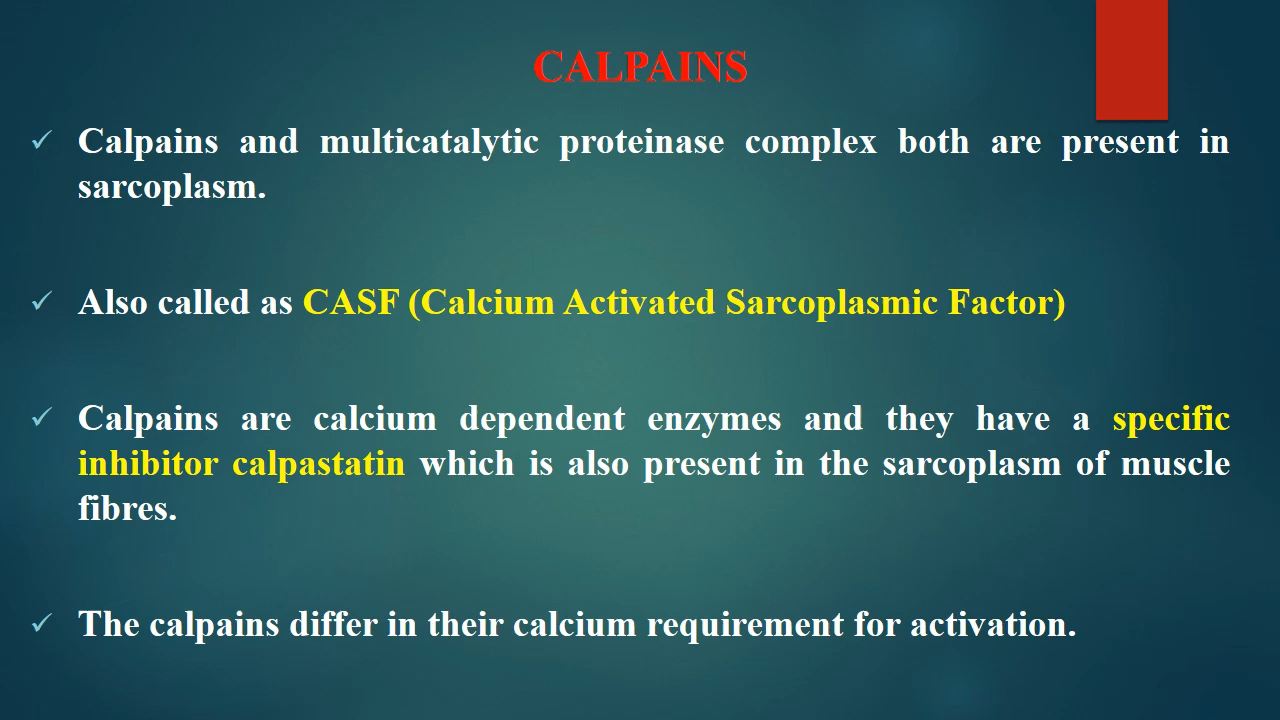 CALPAINS
✓ Calpains and multicatalytic proteinase complex both are present in
sarcoplasm.
✓ Also called as CASF (Calcium Activated Sarcoplasmic Factor)
✓ Calpains are calcium dependent enzymes and they have a specific
inhibitor calpastatin which is also present in the sarcoplasm of muscle
fibres.
✓ The calpains differ in their calcium requirement for activation.